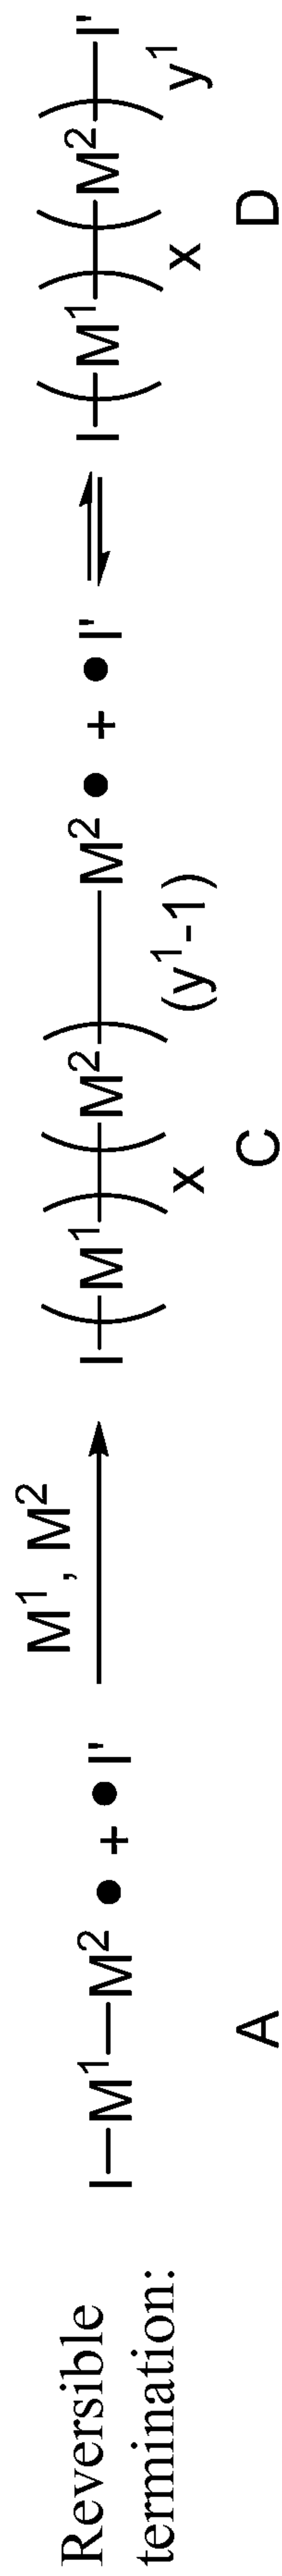 Reversible
termination:
M¹, M²
I—M¹—M² • + • I' → I—(M¹)ₓ—(M²)₍y¹-1₎—M² • + • I' ⇌ I—(M¹)ₓ—(M²)y¹—I'
A C D